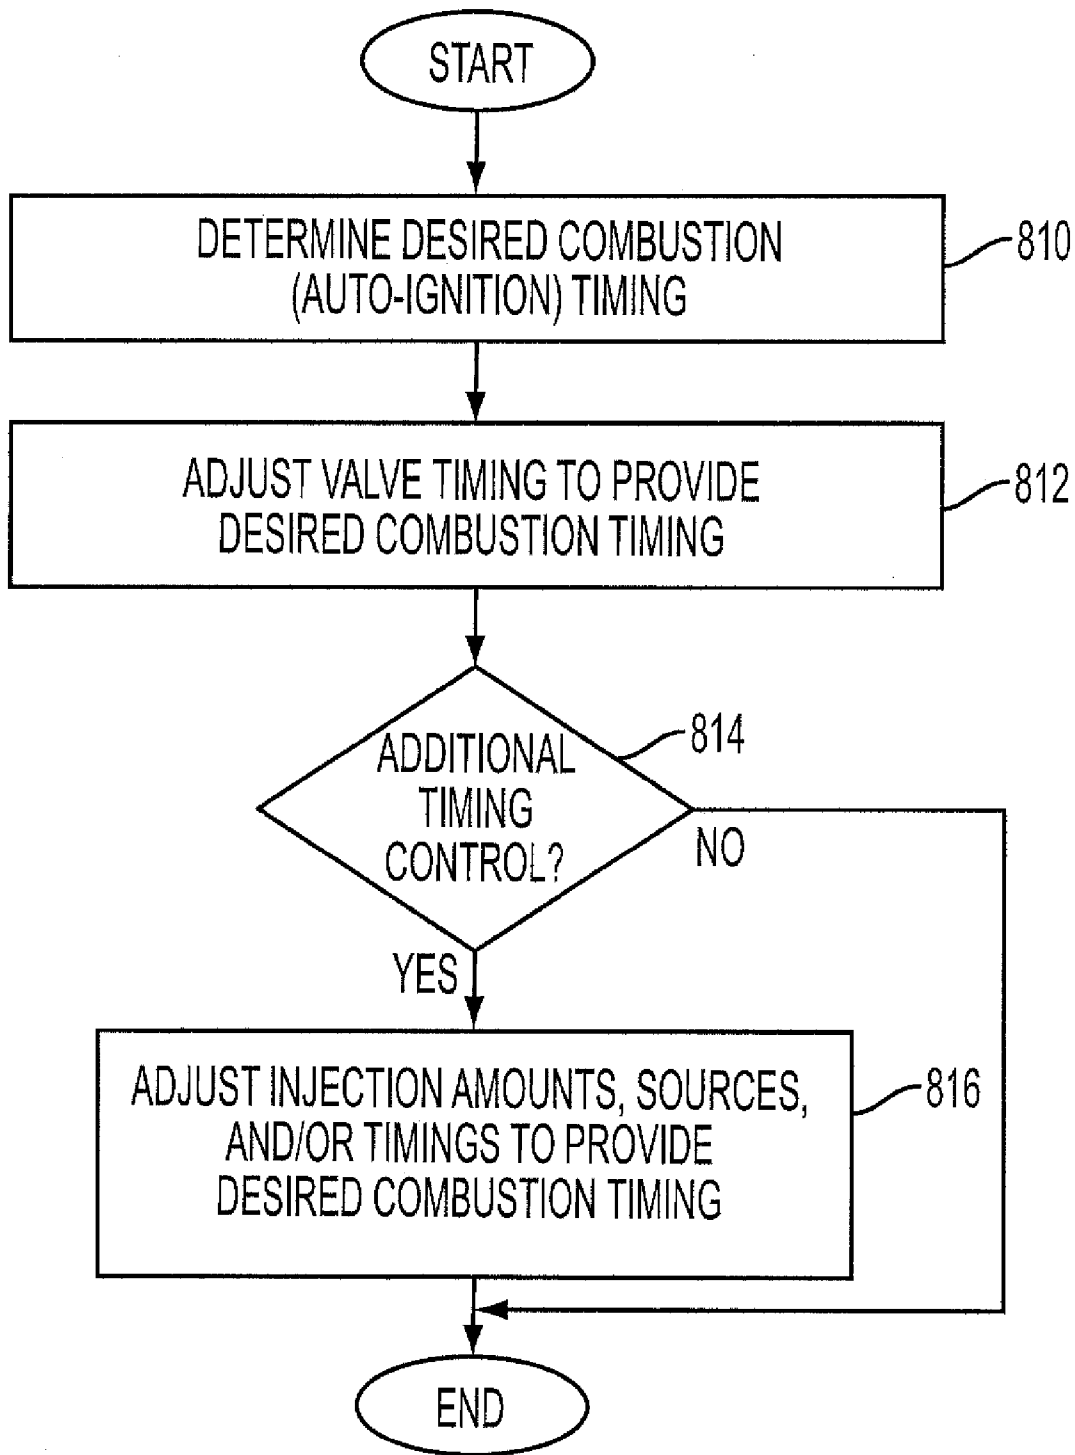 START
DETERMINE DESIRED COMBUSTION
(AUTO-IGNITION) TIMING
810
ADJUST VALVE TIMING TO PROVIDE
DESIRED COMBUSTION TIMING
812
ADDITIONAL
TIMING
CONTROL?
814
NO
YES
ADJUST INJECTION AMOUNTS, SOURCES,
AND/OR TIMINGS TO PROVIDE
DESIRED COMBUSTION TIMING
816
END